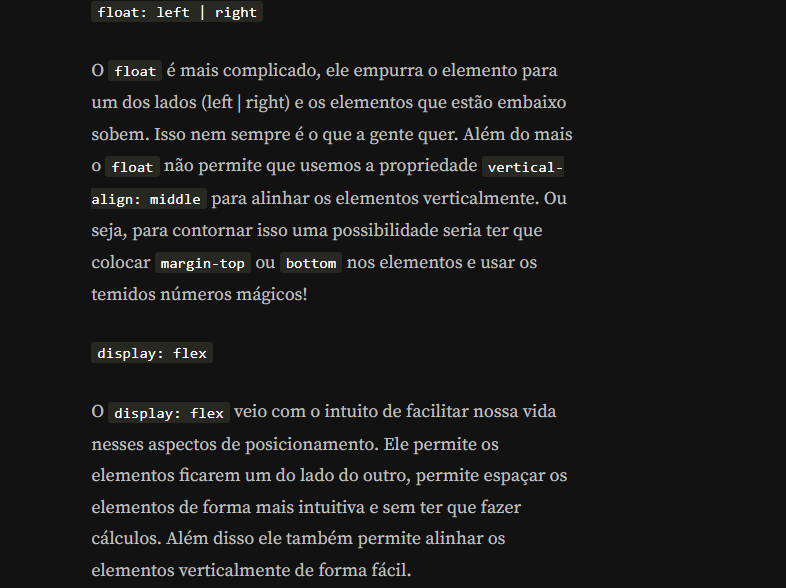 float: left | right
O float é mais complicado, ele empurra o elemento para
um dos lados (left | right) e os elementos que estão embaixo
sobem. Isso nem sempre é o que a gente quer. Além do mais
o float não permite que usemos a propriedade vertical-
align: middle para alinhar os elementos verticalmente. Ou
seja, para contornar isso uma possibilidade seria ter que
colocar margin-top ou bottom nos elementos e usar os
temidos números mágicos!
display: flex
O display: flex veio com o intuito de facilitar nossa vida
nesses aspectos de posicionamento. Ele permite os
elementos ficarem um do lado do outro, permite espaçar os
elementos de forma mais intuitiva e sem ter que fazer
cálculos. Além disso ele também permite alinhar os
elementos verticalmente de forma fácil.